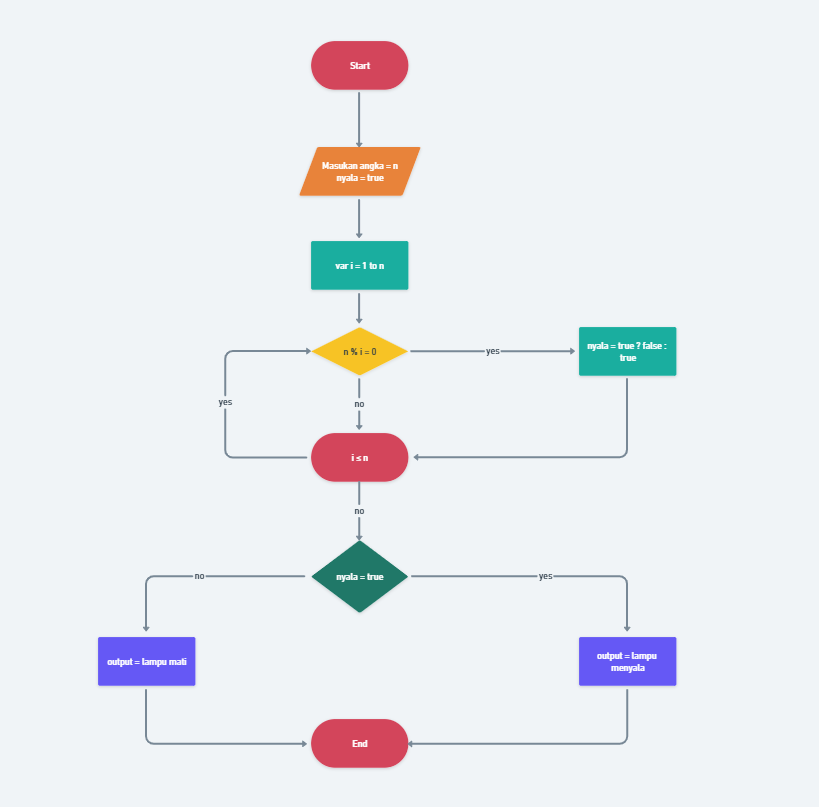 Start
Masukan angka = n
nyala = true
var i = 1 to n
n % i = 0
yes
nyala = true ? false :
true
yes
no
i ≤ n
no
nyala = true
no
yes
output = lampu mati
output = lampu
menyala
End